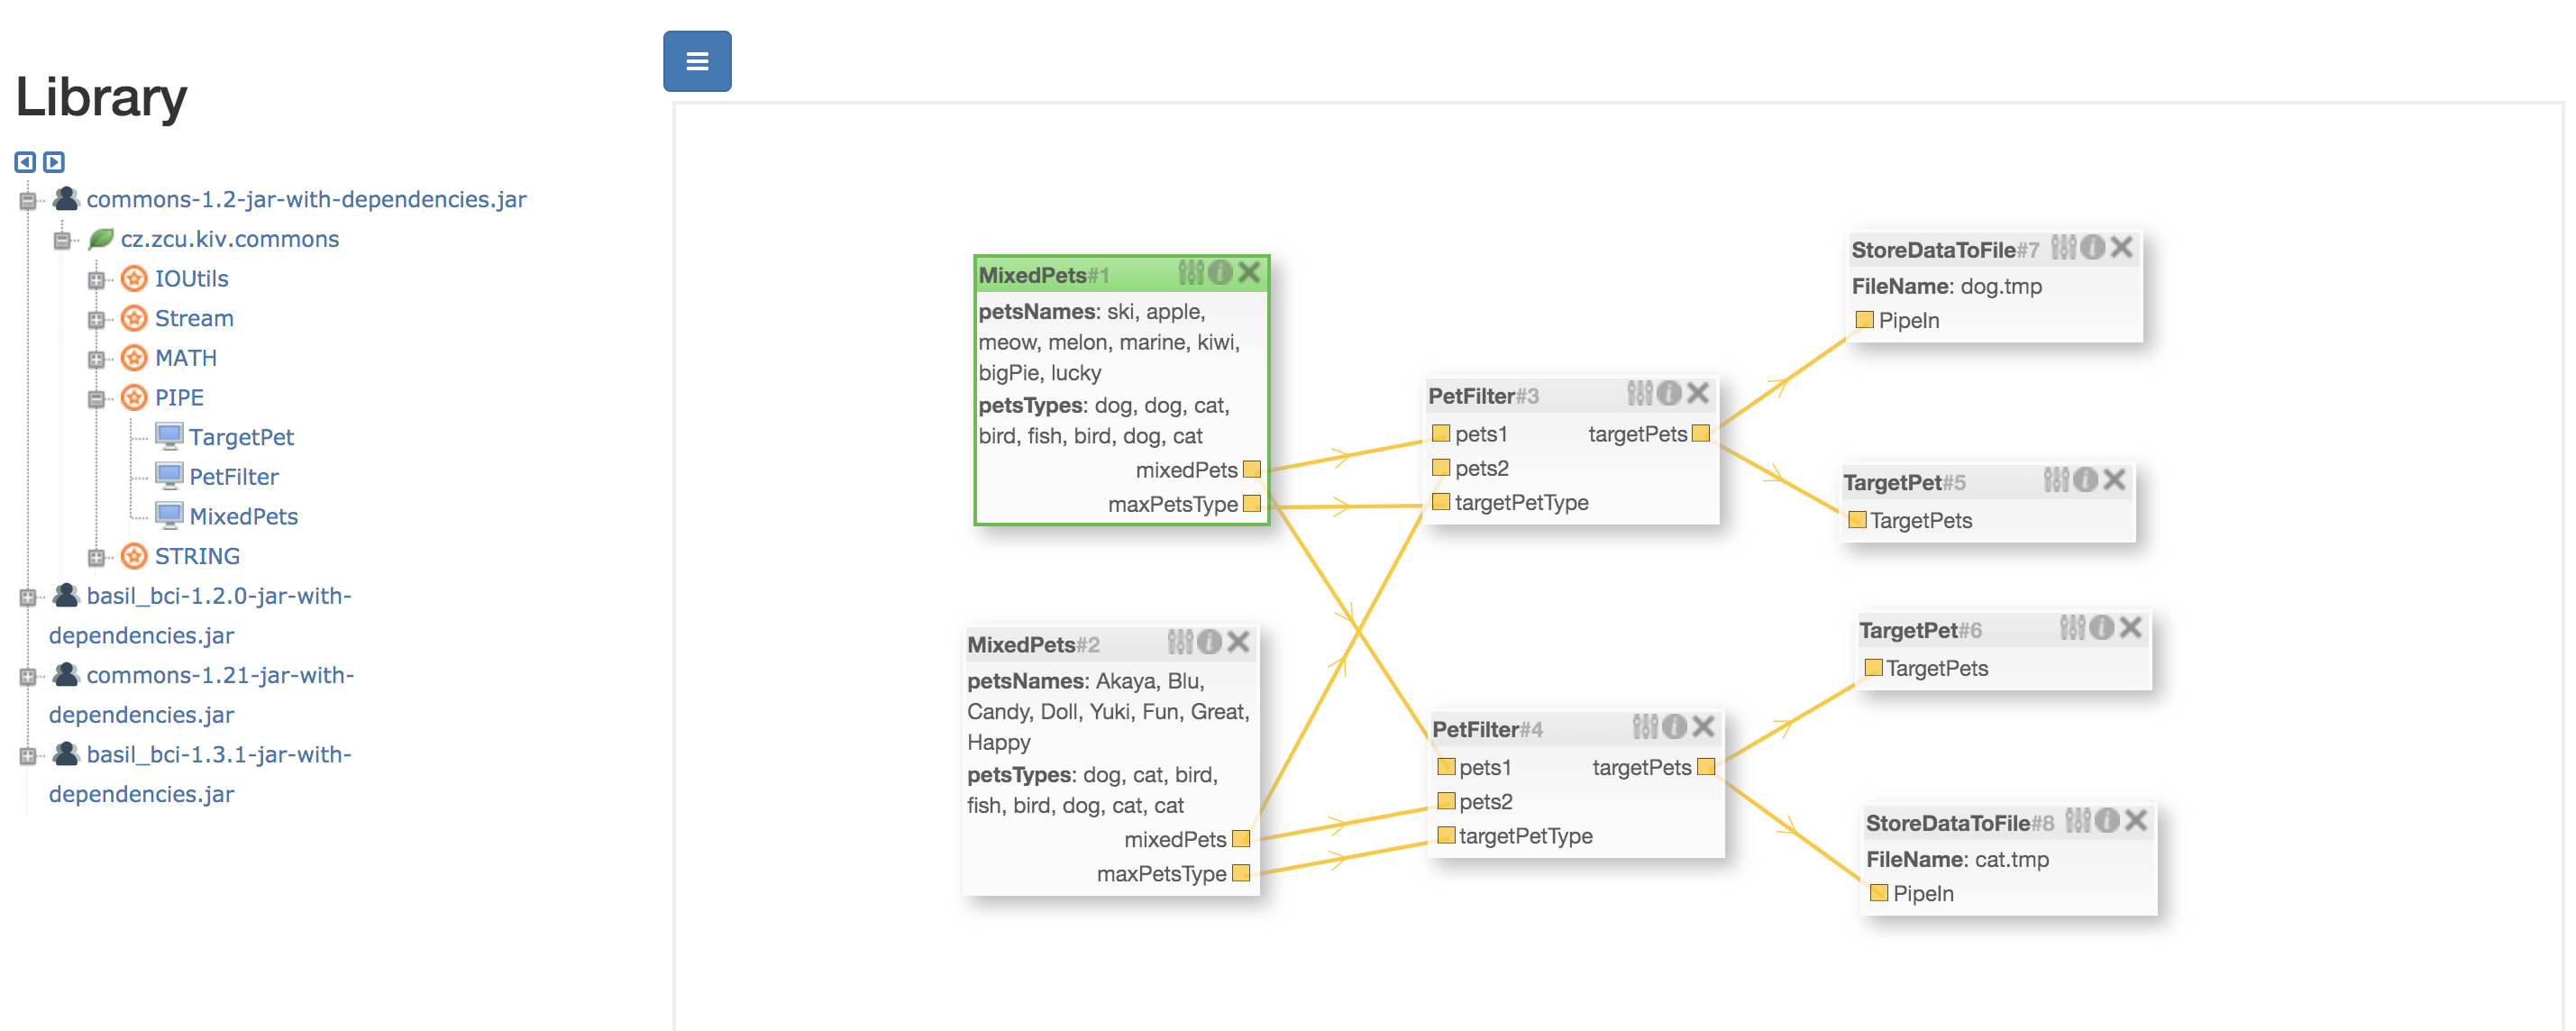 Library
commons-1.2-jar-with-dependencies.jar
cz.zcu.kiv.commons
IOUtils
Stream
MATH
PIPE
TargetPet
PetFilter
MixedPets
STRING
basil_bci-1.2.0-jar-with-
dependencies.jar
commons-1.21-jar-with-
dependencies.jar
basil_bci-1.3.1-jar-with-
dependencies.jar
MixedPets#1
petsNames: ski, apple,
meow, melon, marine, kiwi,
bigPie, lucky
petsTypes: dog, dog, cat,
bird, fish, bird, dog, cat
mixedPets
maxPetsType
MixedPets#2
petsNames: Akaya, Blu,
Candy, Doll, Yuki, Fun, Great,
Happy
petsTypes: dog, cat, bird,
fish, bird, dog, cat, cat
mixedPets
maxPetsType
PetFilter#3
pets1 targetPets
pets2
targetPetType
PetFilter#4
pets1 targetPets
pets2
targetPetType
StoreDataToFile#7
FileName: dog.tmp
PipeIn
TargetPet#5
TargetPets
TargetPet#6
TargetPets
StoreDataToFile#8
FileName: cat.tmp
PipeIn